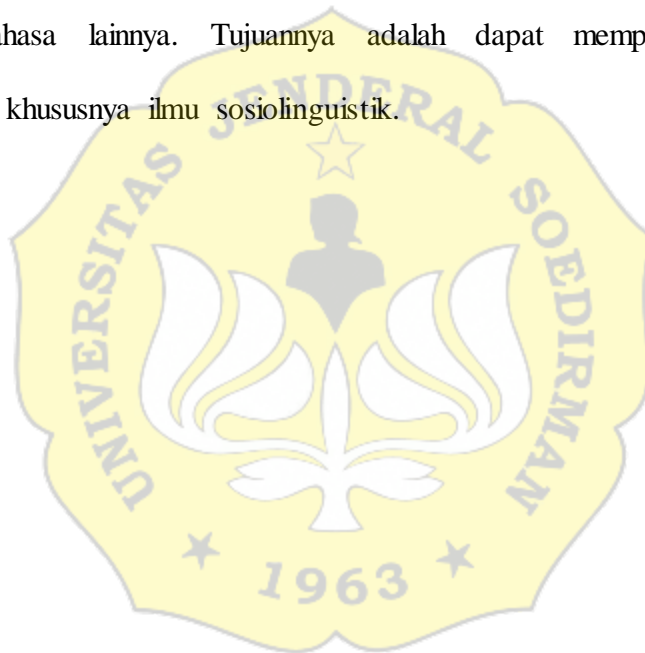 ahasa lainnya. Tujuannya adalah dapat memp
khususnya ilmu sosiolinguistik.
UNIVERSITAS JENDERAL SOEDIRMAN
★ 1963 ★